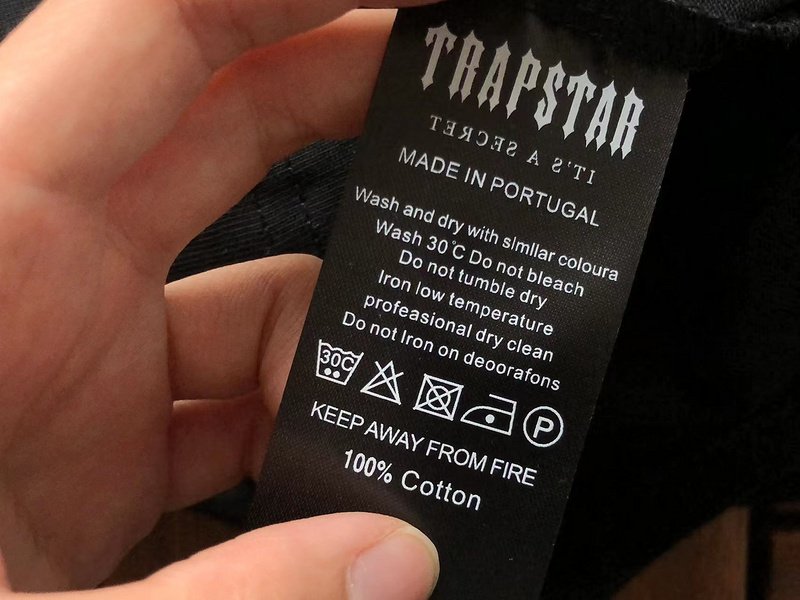 TRAPSTAR
IT'S A SECRET
MADE IN PORTUGAL
Wash and dry with simllar coloura
Wash 30°C Do not bleach
Do not tumble dry
Iron low temperature
profeasional dry clean
Do not Iron on deoorafons
30C
P
KEEP AWAY FROM FIRE
100% Cotton